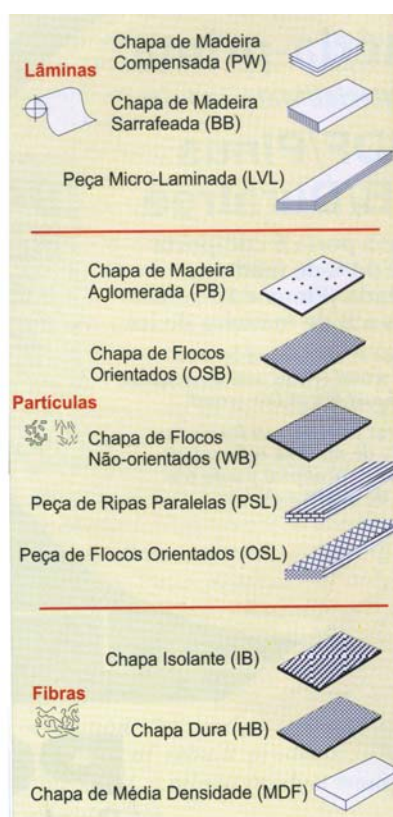 Chapa de Madeira
Compensada (PW)
Lâminas
Chapa de Madeira
Sarrafeada (BB)
Peça Micro-Laminada (LVL)
Chapa de Madeira
Aglomerada (PB)
Chapa de Flocos
Orientados (OSB)
Partículas
Chapa de Flocos
Não-orientados (WB)
Peça de Ripas Paralelas (PSL)
Peça de Flocos Orientados (OSL)
Chapa Isolante (IB)
Fibras
Chapa Dura (HB)
Chapa de Média Densidade (MDF)